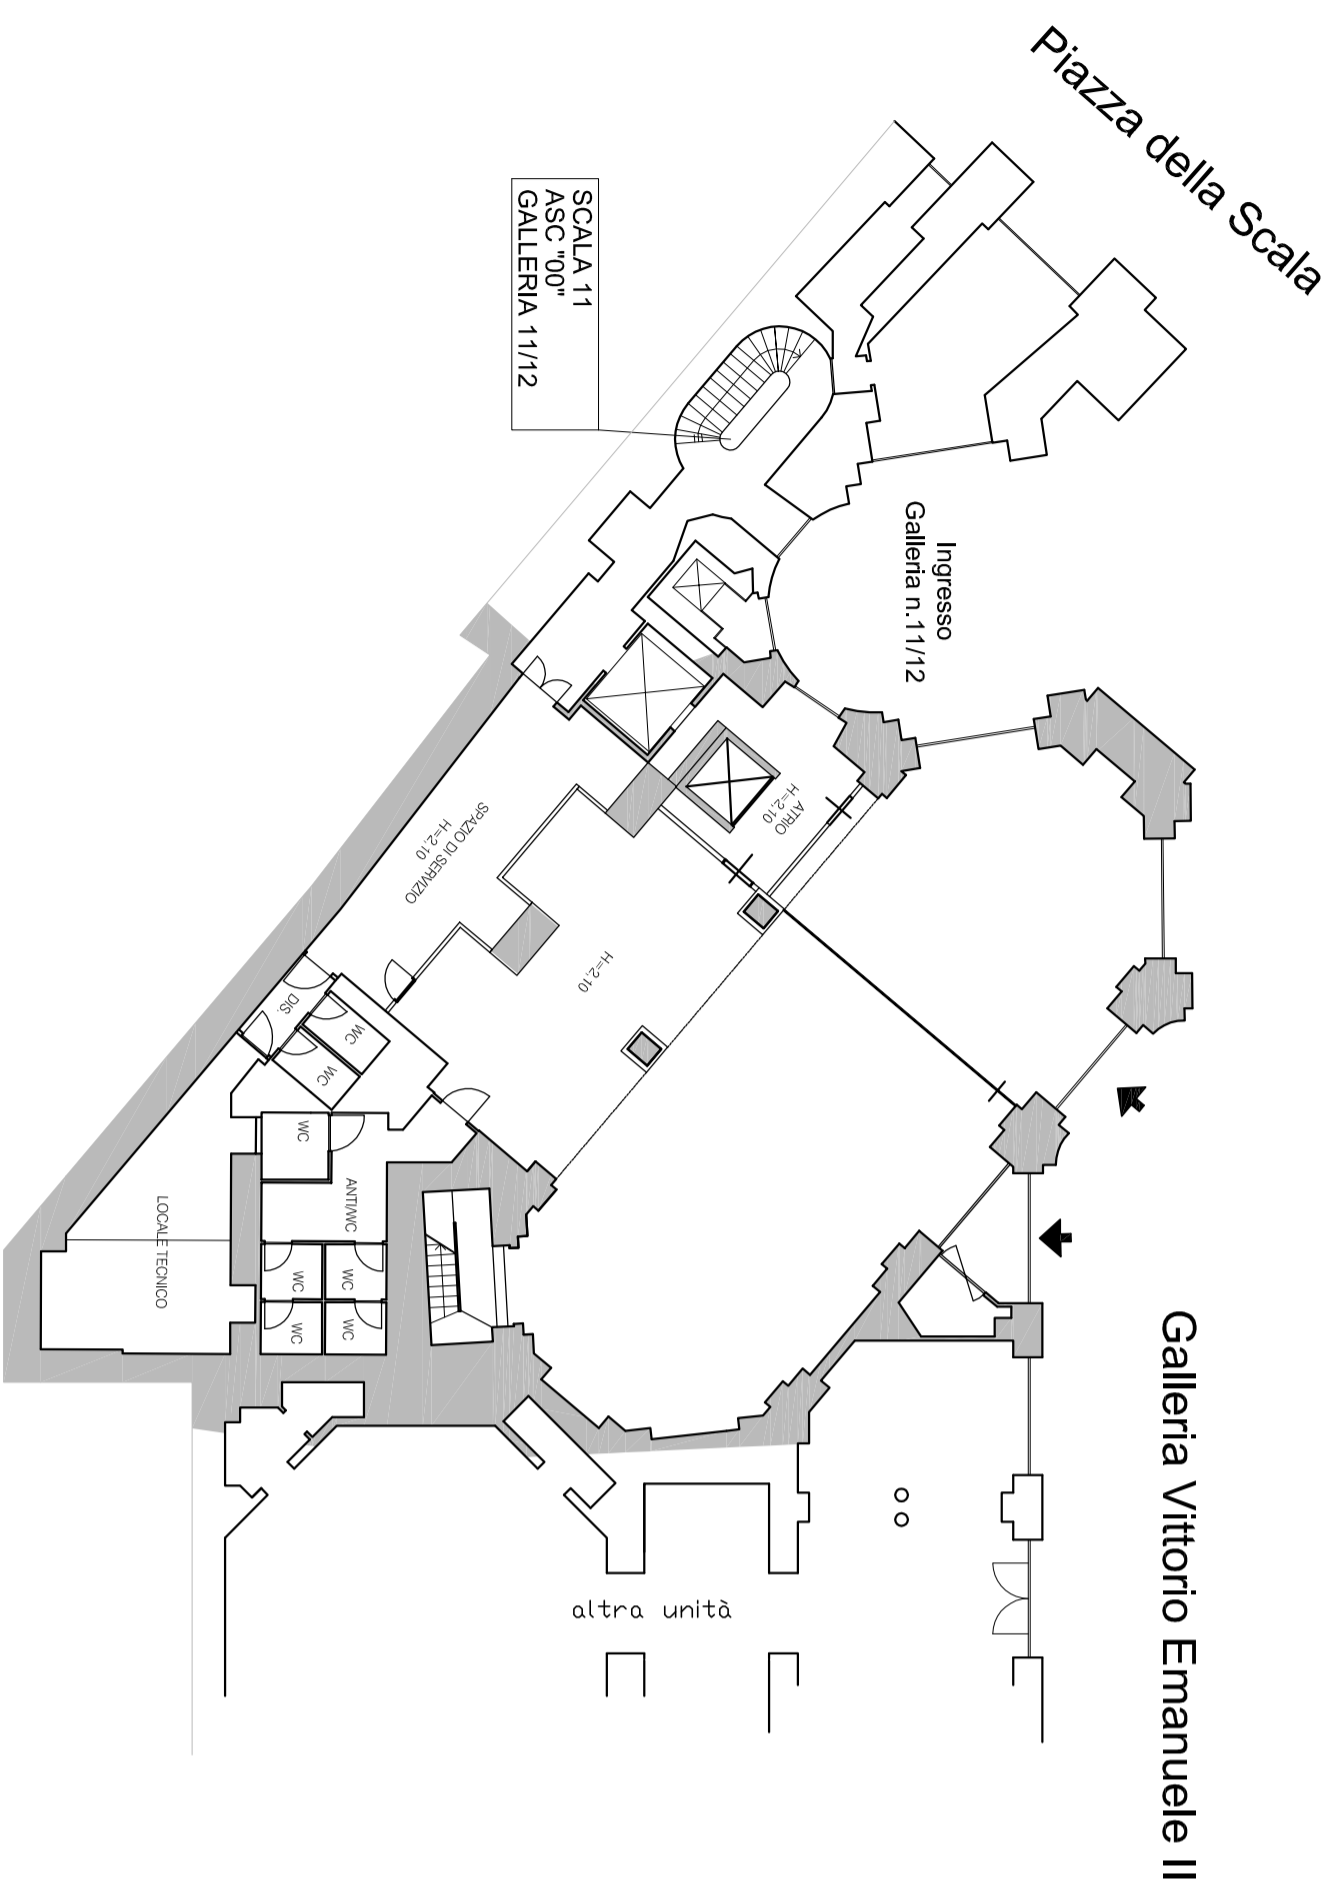 Piazza della Scala
SCALA 11
ASC "00"
GALLERIA 11/12
Ingresso
Galleria n.11/12
ATRIO
H=2,10
SPAZIO DI SERVIZIO
H=2,10
H=2,10
DIS.
WC
WC
WC
ANTI/WC
LOCALE TECNICO
WC
WC
WC
WC
Galleria Vittorio Emanuele II
altra unità